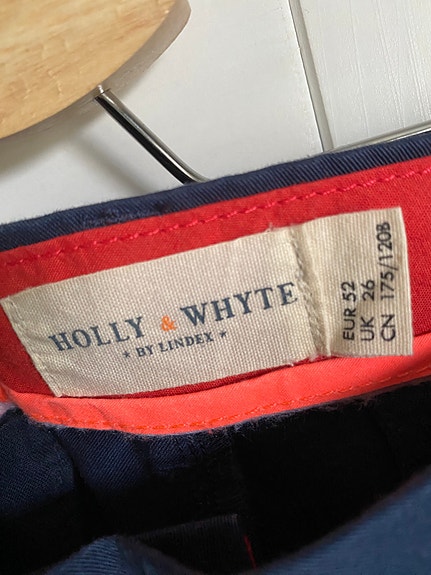 HOLLY & WHYTE
* BY LINDEX *
EUR 52
UK 26
CN 175/120B